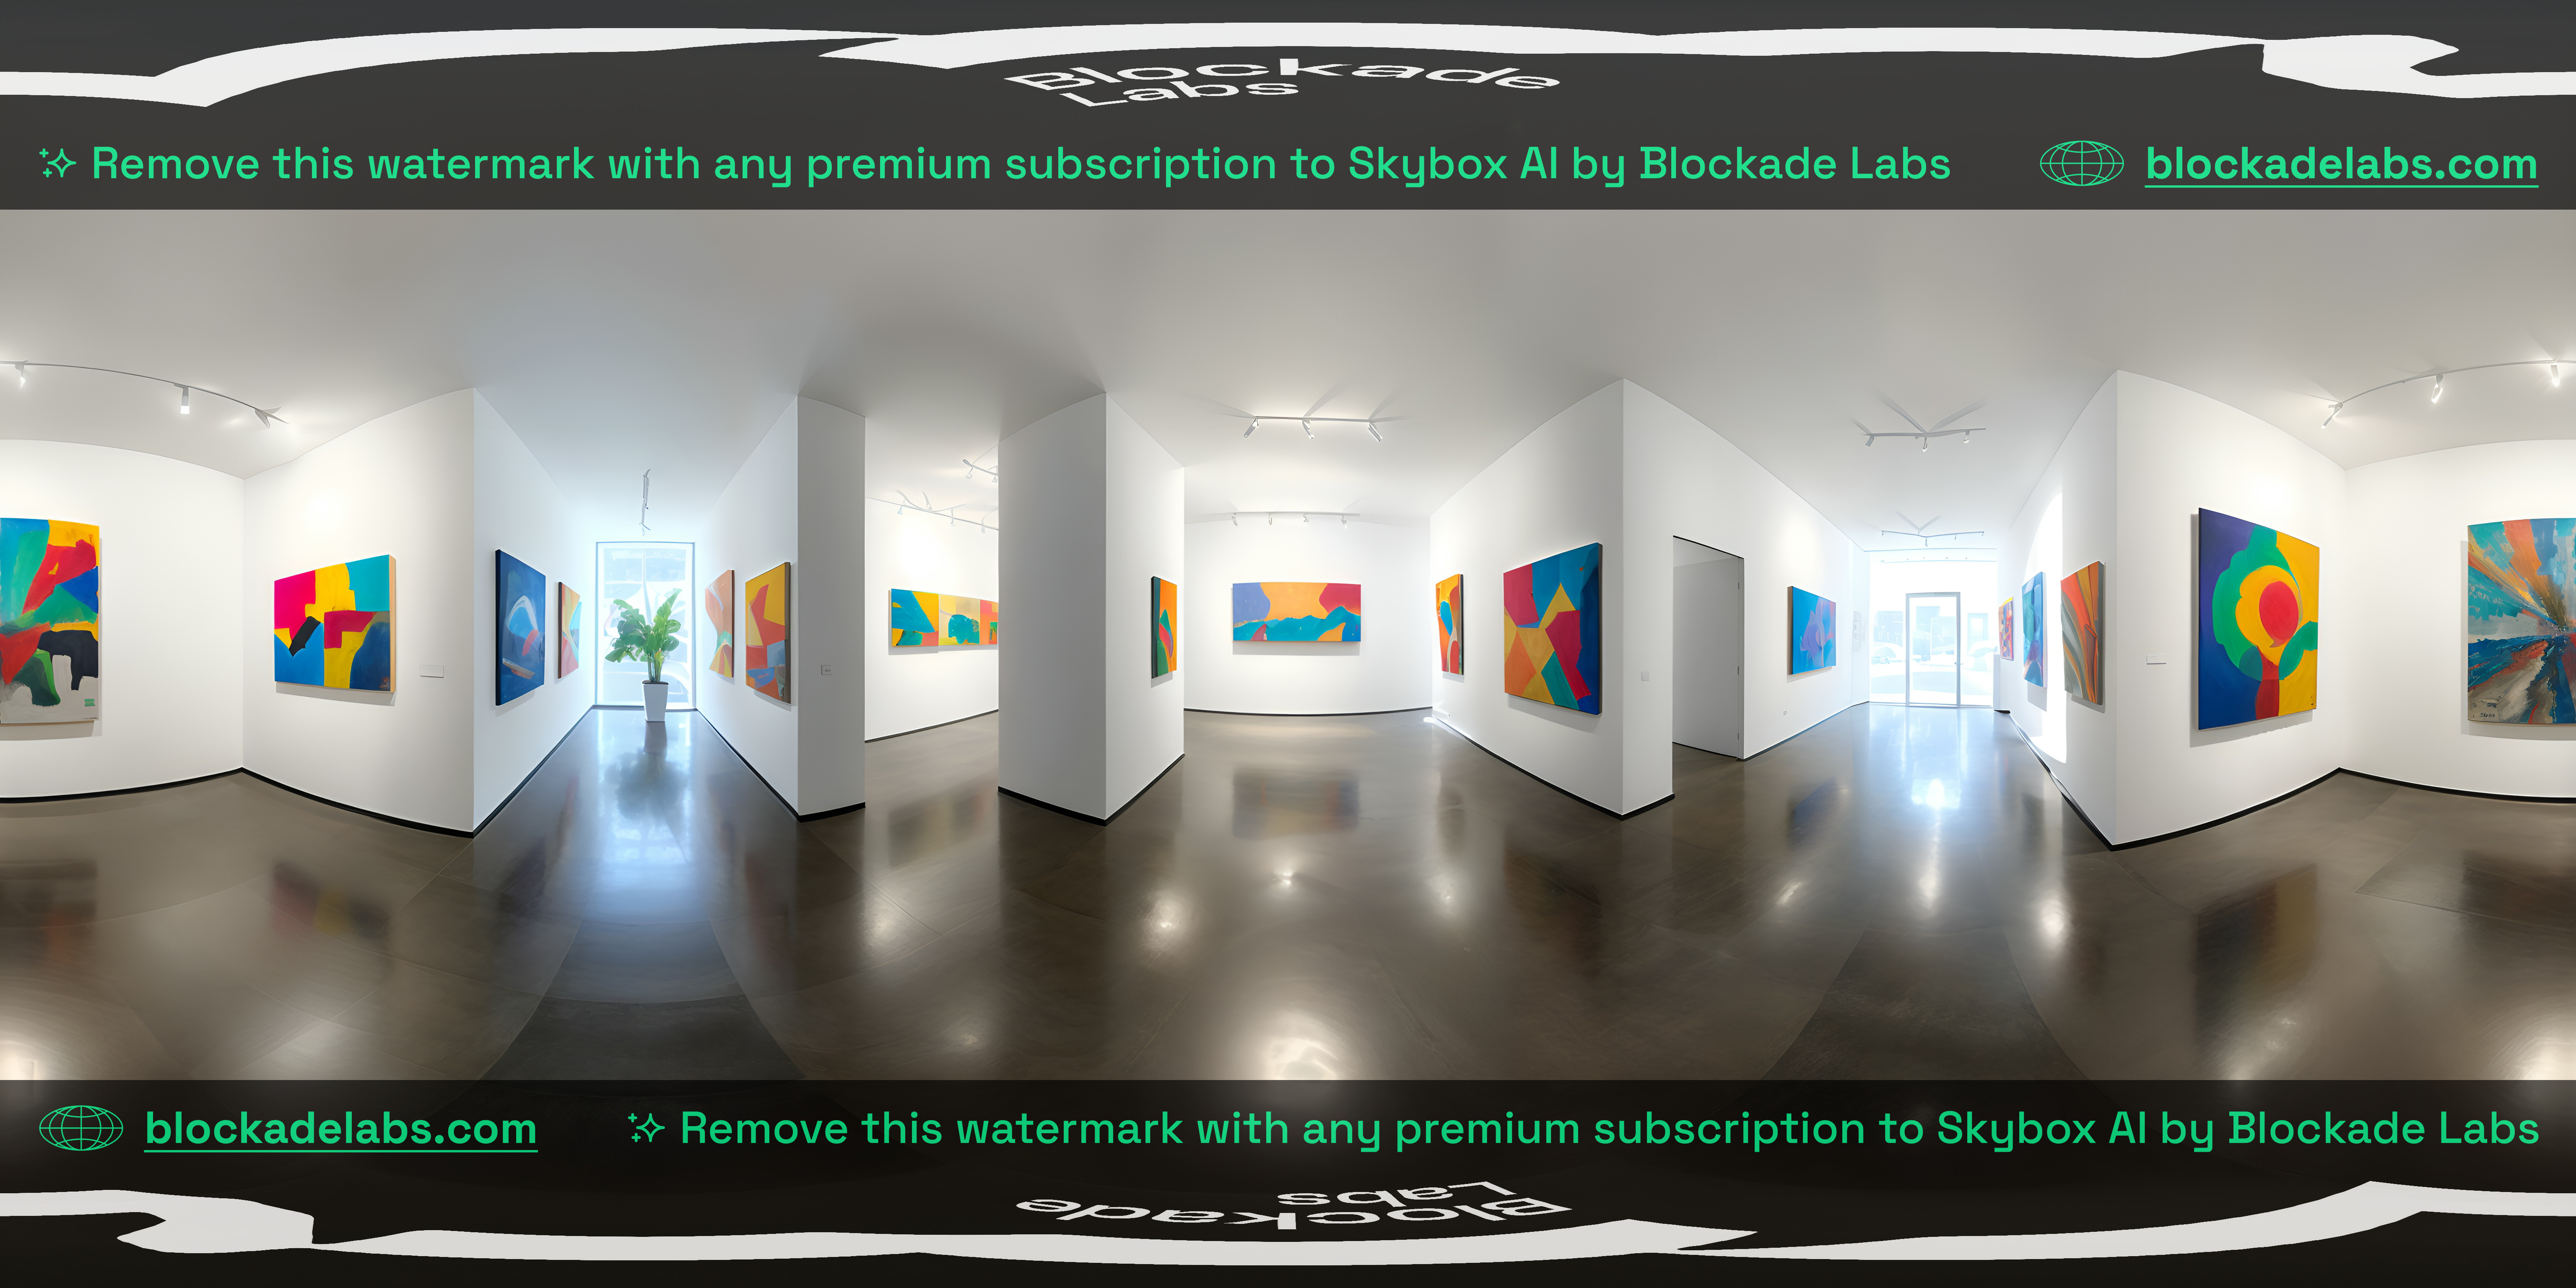 Blockade
Labs
Remove this watermark with any premium subscription to Skybox AI by Blockade Labs
blockadelabs.com
blockadelabs.com
Remove this watermark with any premium subscription to Skybox AI by Blockade Labs
Blockade
Labs